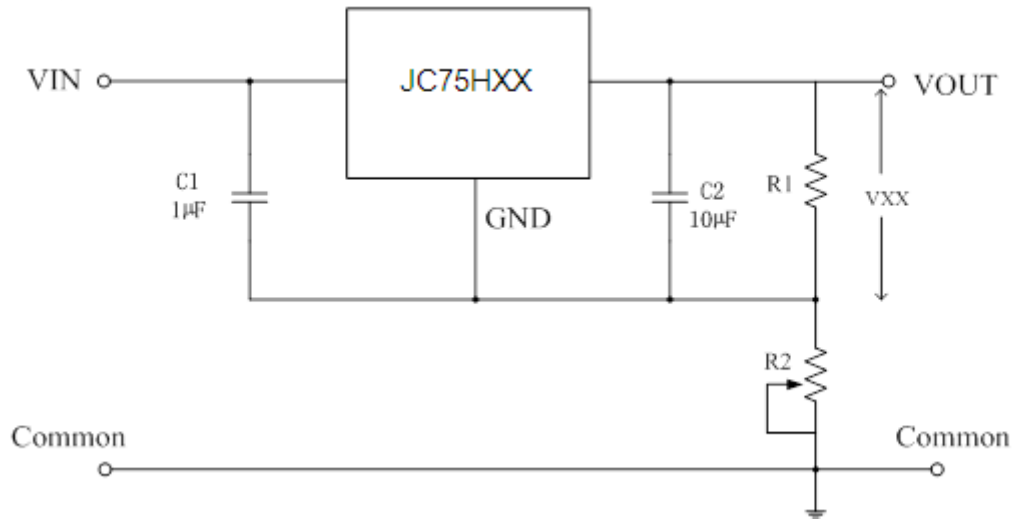 VIN
JC75HXX
VOUT
C1
1μF
GND
C2
10μF
R1
VXX
R2
Common
Common